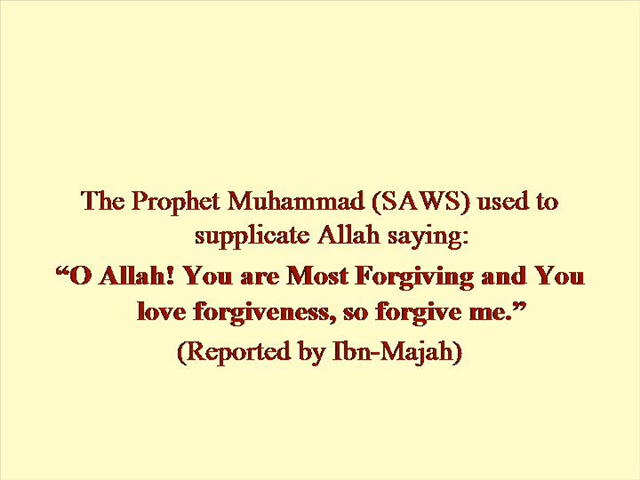 The Prophet Muhammad (SAWS) used to
supplicate Allah saying:
“O Allah! You are Most Forgiving and You
love forgiveness, so forgive me.”
(Reported by Ibn-Majah)